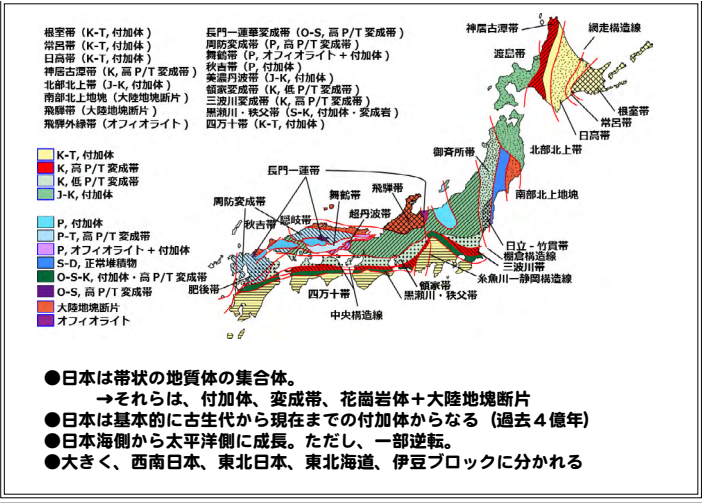 根室帯（K-T, 付加体）
常呂帯（K-T, 付加体）
日高帯（K-T, 付加体）
神居古潭帯（K, 高 P/T 変成帯）
北部北上帯（J-K, 付加体）
南部北上地塊（大陸地塊断片）
飛騨帯（大陸地塊断片）
飛騨外縁帯（オフィオライト）
長門一蓮華変成帯（O-S, 高 P/T 変成帯）
周防変成帯（P, 高 P/T 変成帯）
舞鶴帯（P, オフィオライト + 付加体）
秋吉帯（P, 付加体）
美濃丹波帯（J-K, 付加体）
領家変成帯（K, 低 P/T 変成帯）
三波川変成帯（K, 高 P/T 変成帯）
黒瀬川・秩父帯（S-K, 付加体・変成岩）
四万十帯（K-T, 付加体）
神居古潭帯
網走構造線
渡島帯
根室帯
常呂帯
日高帯
北部北上帯
御斉所帯
南部北上地塊
K-T, 付加体
K, 高 P/T 変成帯
K, 低 P/T 変成帯
J-K, 付加体
P, 付加体
P-T, 高 P/T 変成帯
P, オフィオライト + 付加体
S-D, 正常堆積物
O-S-K, 付加体・高 P/T 変成帯
O-S, 高 P/T 変成帯
大陸地塊断片
オフィオライト
長門一蓮帯
飛騨帯
舞鶴帯
周防変成帯
隠岐帯
超丹波帯
秋吉帯
日立 - 竹貫帯
棚倉構造線
三波川帯
糸魚川一静岡構造線
肥後帯
四万十帯
領家帯
黒瀬川・秩父帯
中央構造線
●日本は帯状の地質体の集合体。
→それらは、付加体、変成帯、花崗岩体＋大陸地塊断片
●日本は基本的に古生代から現在までの付加体からなる（過去４億年）
●日本海側から太平洋側に成長。ただし、一部逆転。
●大きく、西南日本、東北日本、東北海道、伊豆ブロックに分かれる